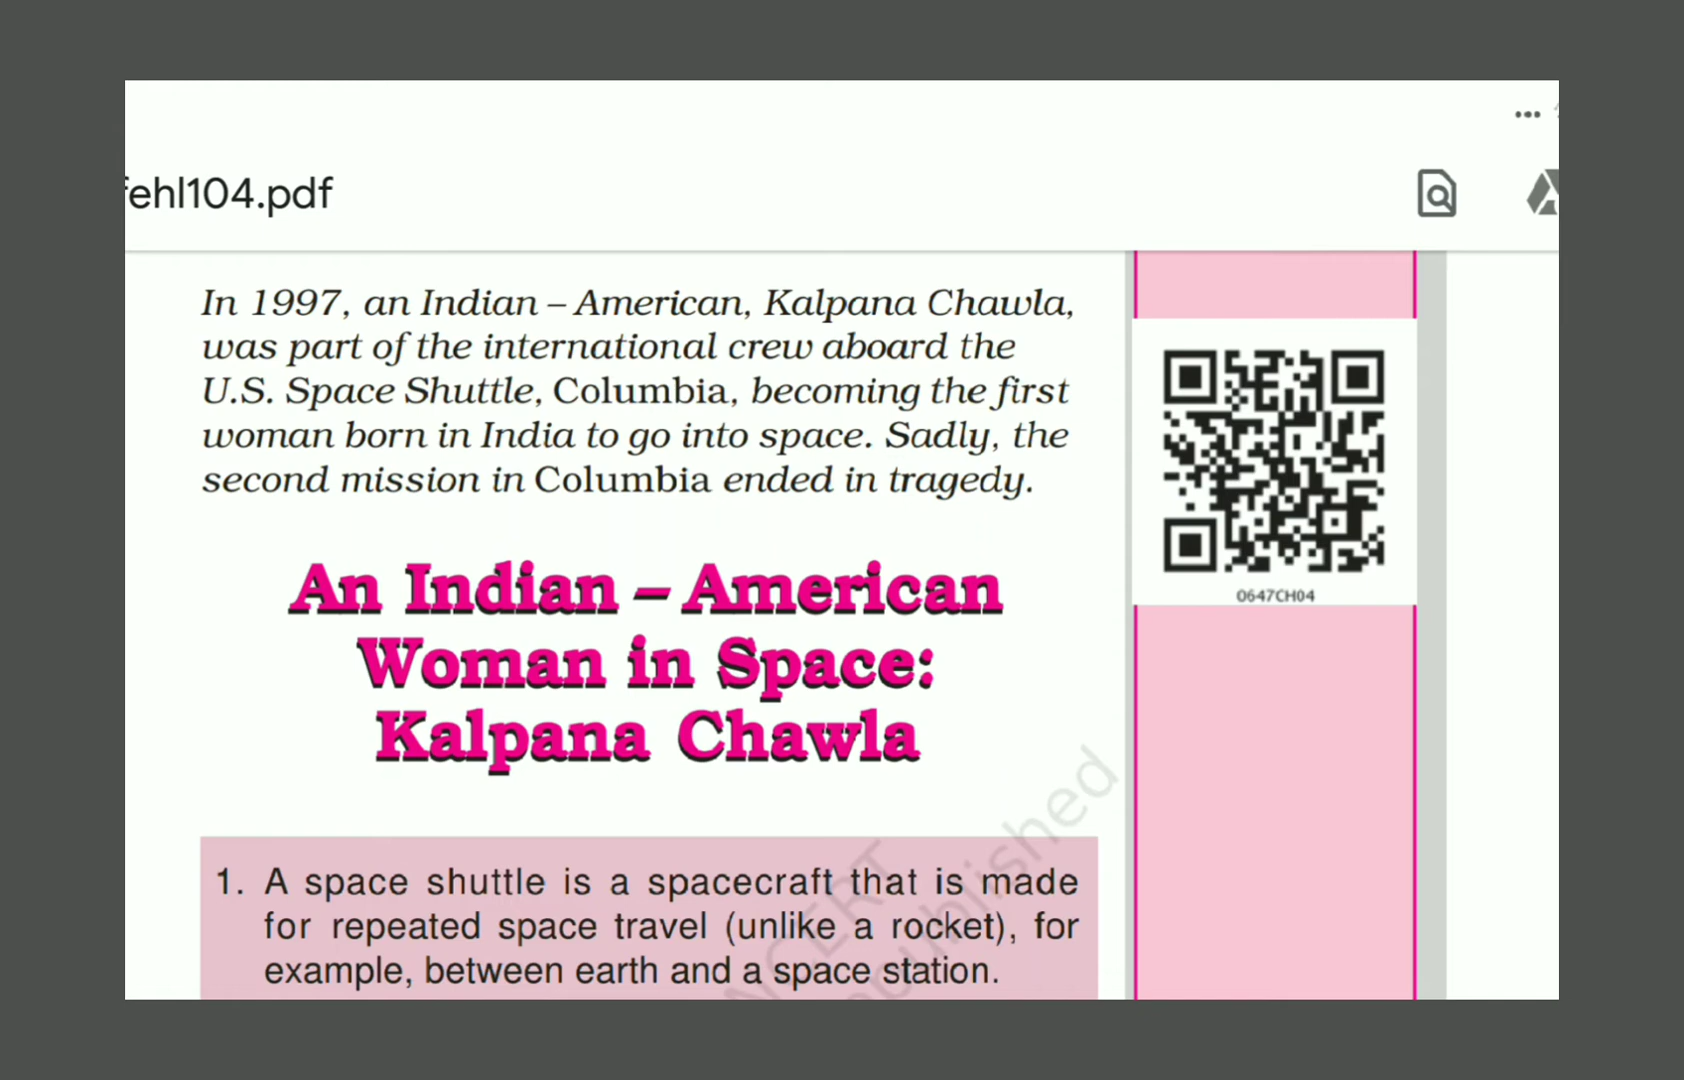 fehl104.pdf
In 1997, an Indian – American, Kalpana Chawla,
was part of the international crew aboard the
U.S. Space Shuttle, Columbia, becoming the first
woman born in India to go into space. Sadly, the
second mission in Columbia ended in tragedy.
0647CH04
An Indian – American
Woman in Space:
Kalpana Chawla
1. A space shuttle is a spacecraft that is made
for repeated space travel (unlike a rocket), for
example, between earth and a space station.
NCERT
published